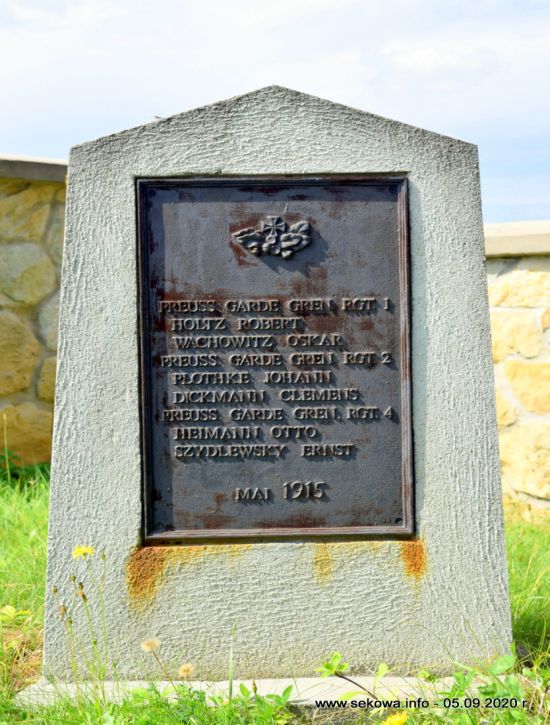 PREUSS. GARDE GREN. RGT. 1
HOLTZ ROBERT
WACHOWITZ OSKAR
PREUSS. GARDE GREN. RGT. 2
PLOTHKE JOHANN
DICKMANN CLEMENS
PREUSS. GARDE GREN. RGT. 4
HEIMANN OTTO
SZYDLEWSKY ERNST
MAI 1915
www.sekowa.info - 05.09.2020 r.